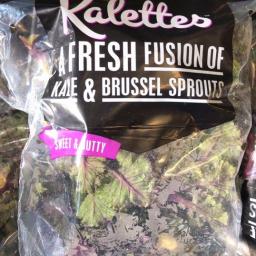 Kalettes
A FRESH FUSION OF
KALE & BRUSSEL SPROUTS
SWEET & NUTTY